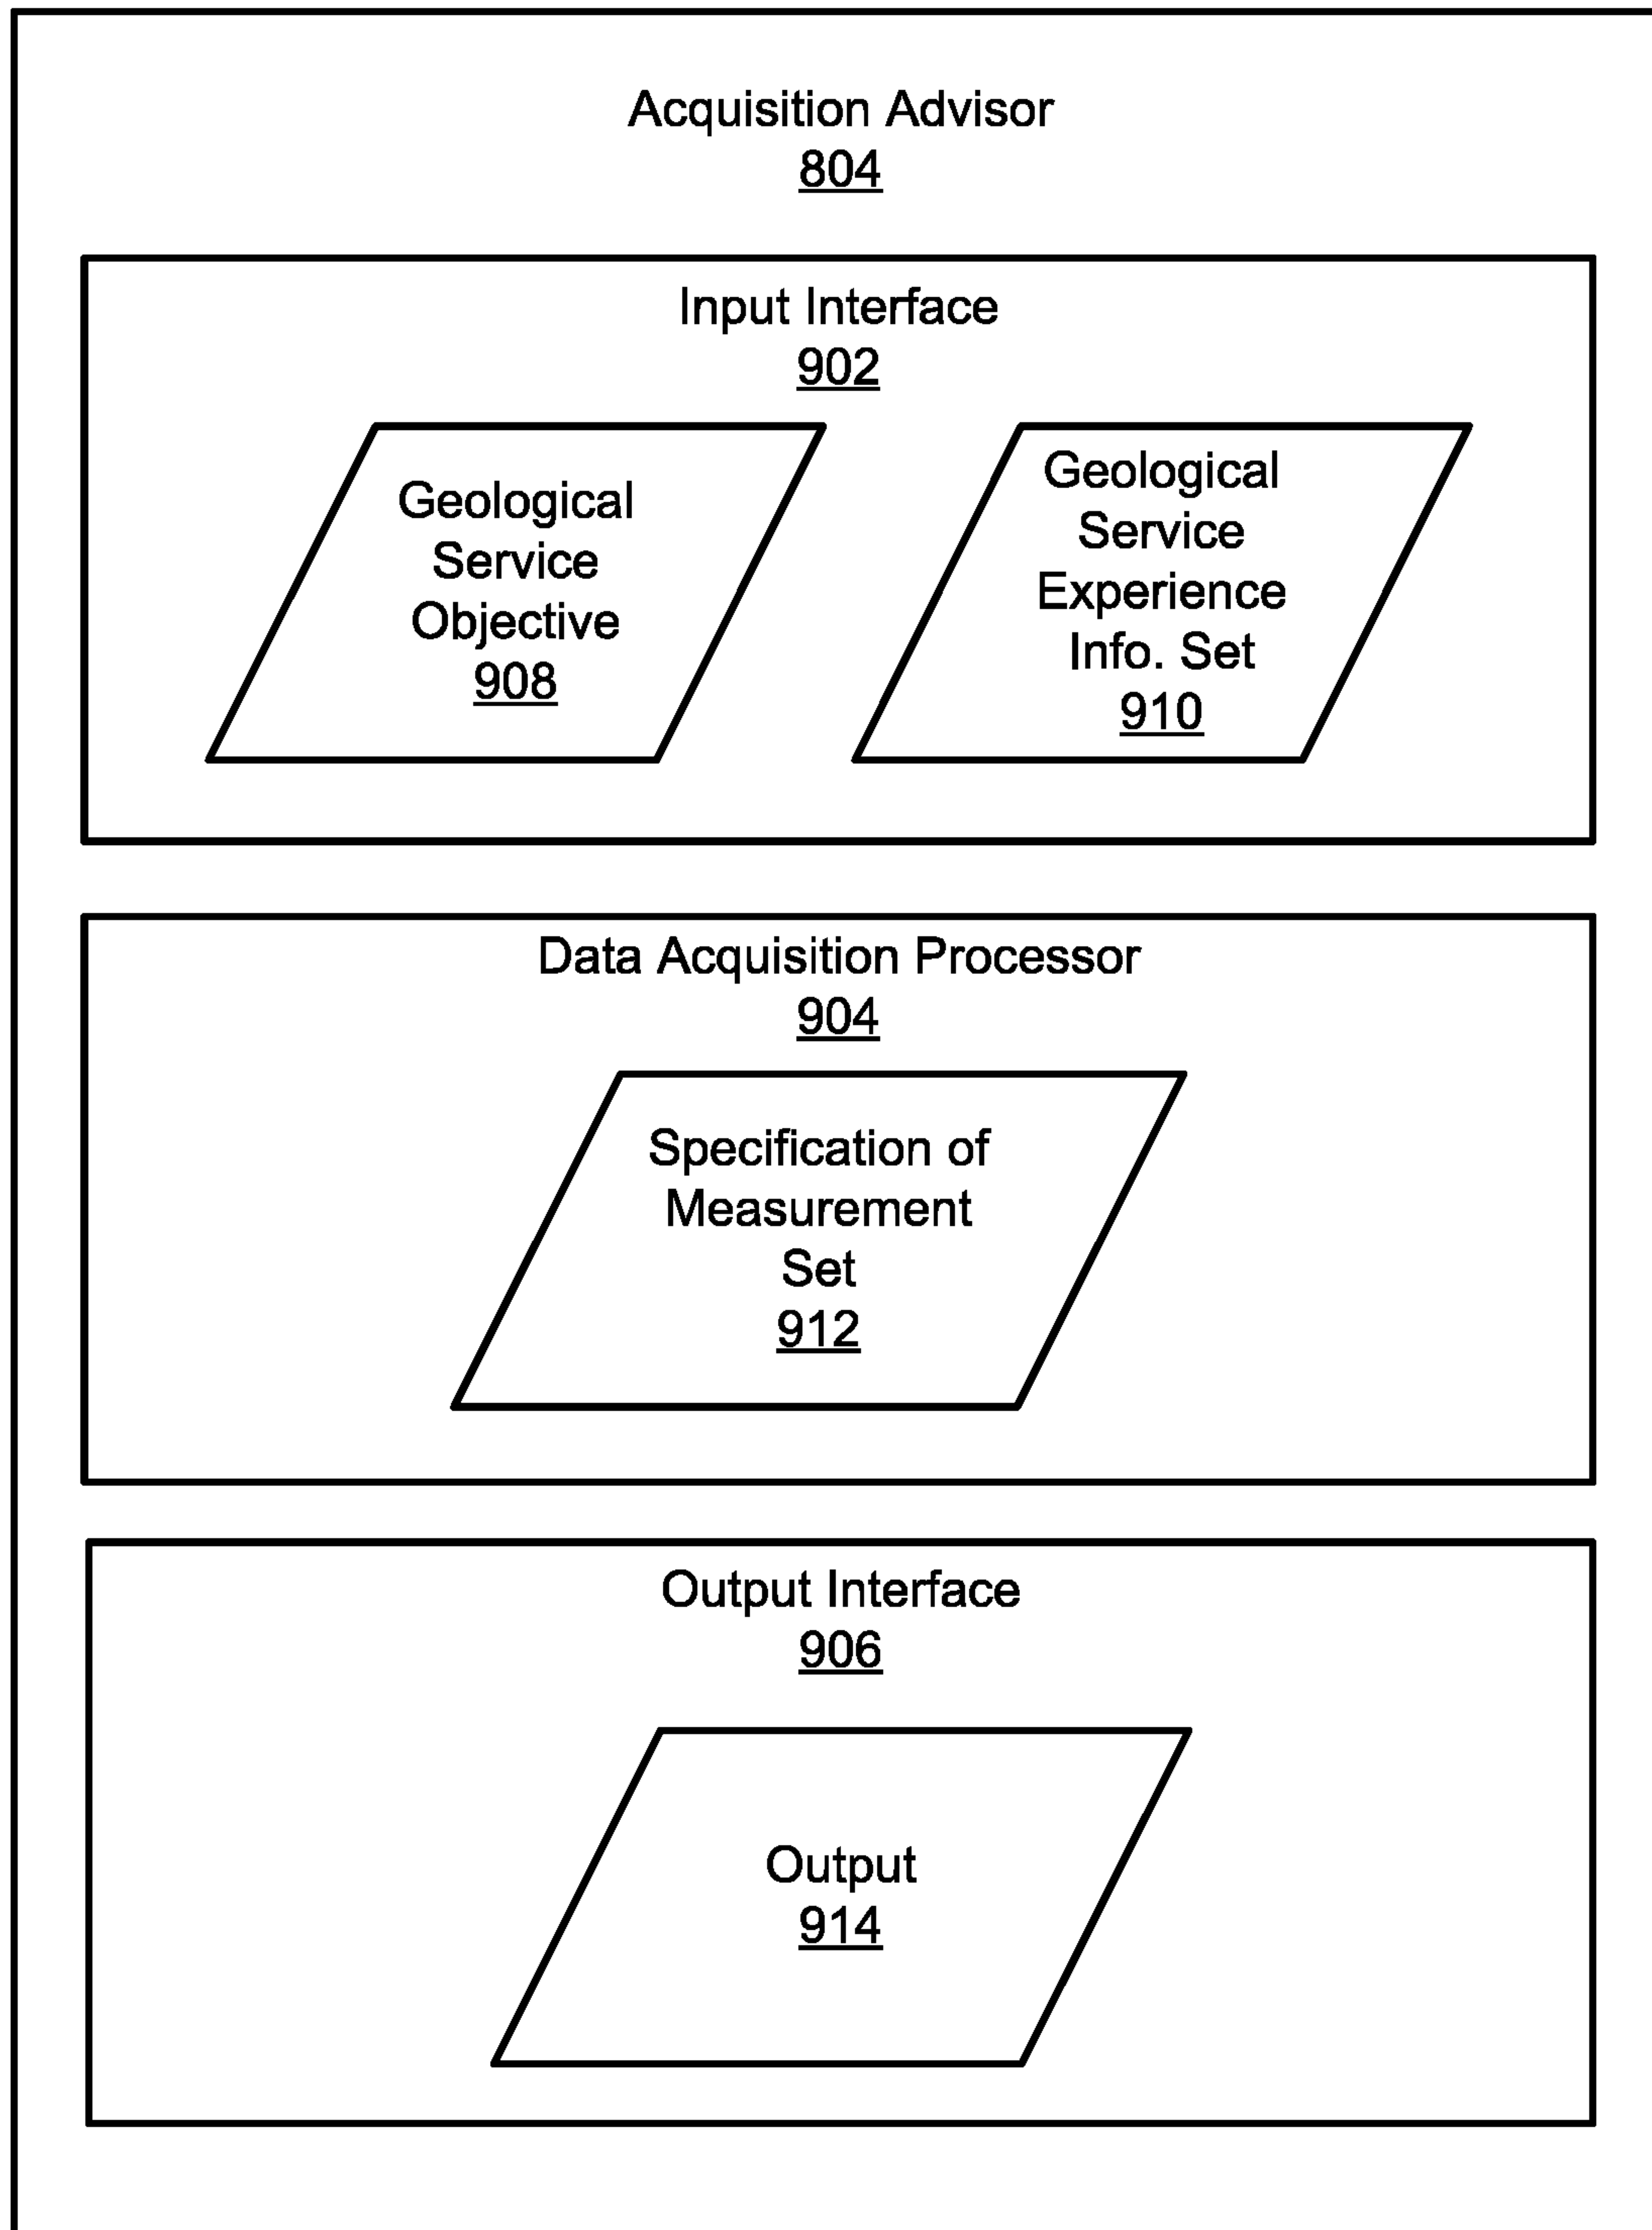 Acquisition Advisor
804
Input Interface
902
Geological
Service
Objective
908
Geological
Service
Experience
Info. Set
910
Data Acquisition Processor
904
Specification of
Measurement
Set
912
Output Interface
906
Output
914